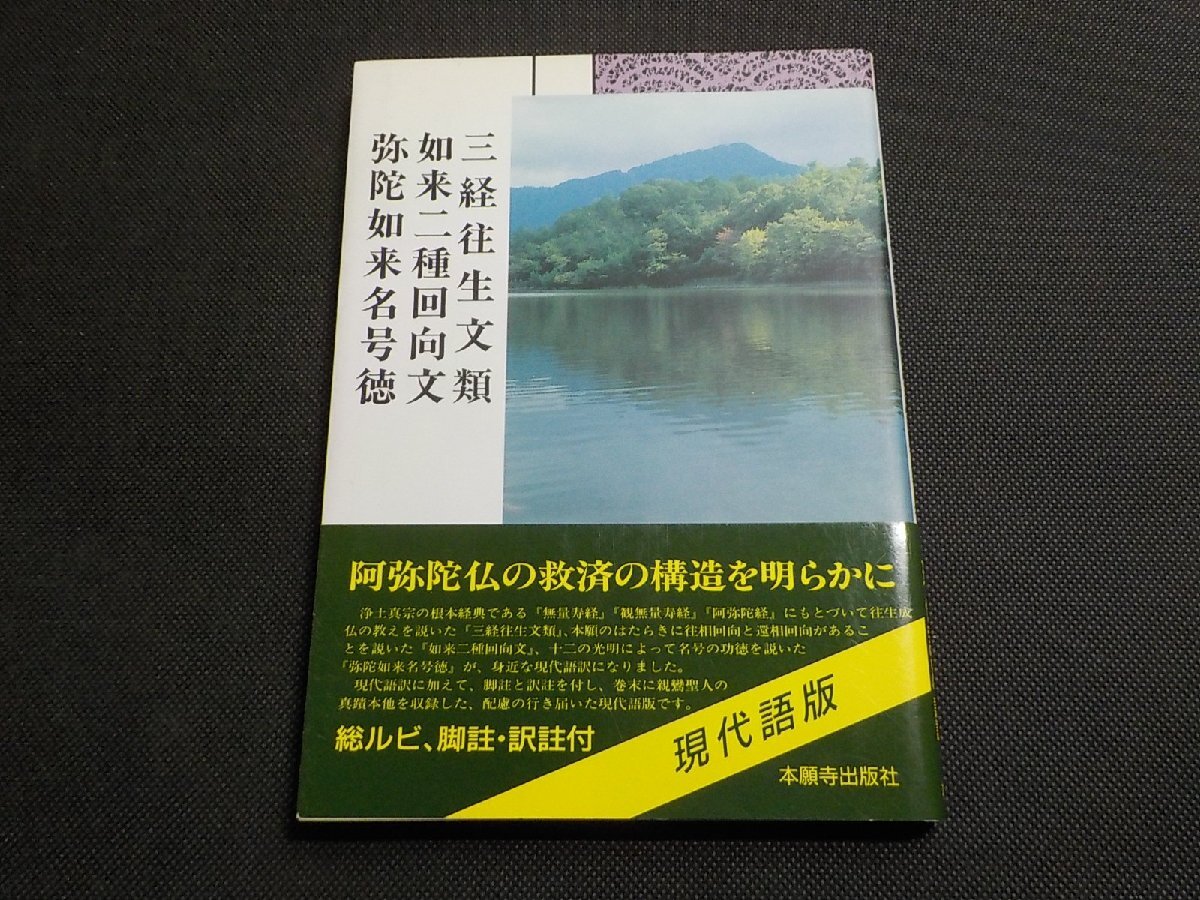 三経往生文類
如来二種回向文
弥陀如来名号徳
阿弥陀仏の救済の構造を明らかに
浄土真宗の根本経典である『無量寿経』『観無量寿経』『阿弥陀経』にもとづいて往生成
仏の教えを説いた『三経往生文類』、本願のはたらきに往相回向と還相回向があるこ
とを説いた『如来二種回向文』、十二の光明によって名号の功徳を説いた
『弥陀如来名号徳』が、身近な現代語訳になりました。
現代語訳に加えて、脚註と訳註を付し、巻末に親鸞聖人の
真蹟本他を収録した、配慮の行き届いた現代語版です。
総ルビ、脚註・訳註付
現代語版
本願寺出版社